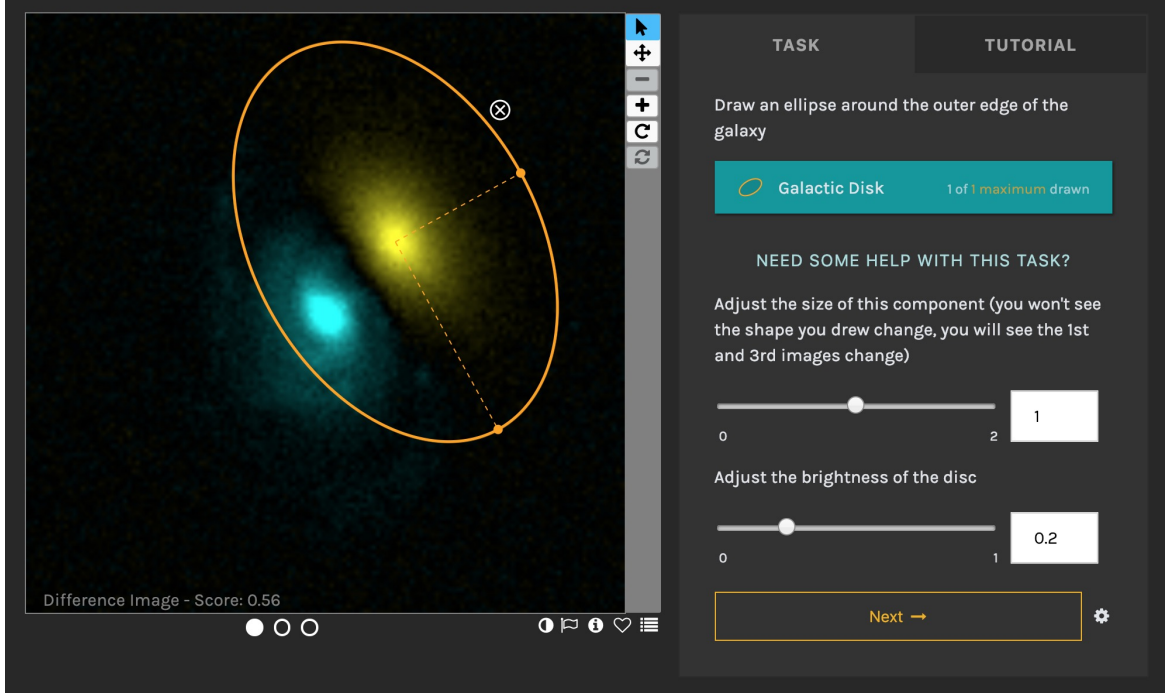 TASK
TUTORIAL
Draw an ellipse around the outer edge of the
galaxy
Galactic Disk
1 of 1 maximum drawn
NEED SOME HELP WITH THIS TASK?
Adjust the size of this component (you won't see
the shape you drew change, you will see the 1st
and 3rd images change)
1
0
2
Adjust the brightness of the disc
0.2
0
1
Difference Image - Score: 0.56
Next →